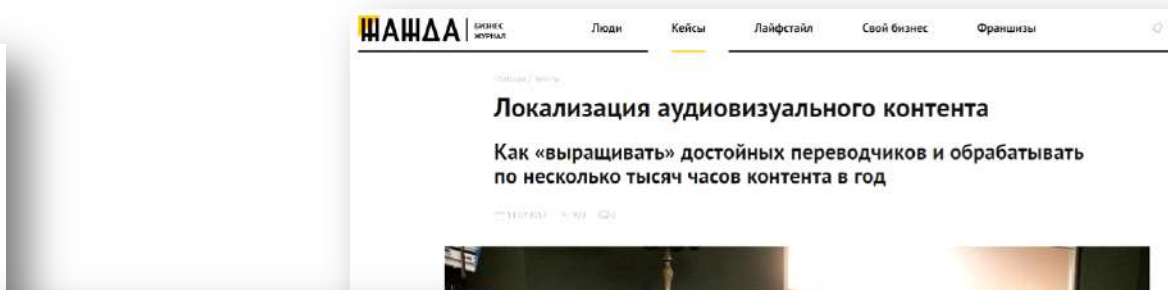 ЖАЖДА
БИЗНЕС
ЖУРНАЛ
Люди
Кейсы
Лайфстайл
Свой бизнес
Франшизы
Локализация аудиовизуального контента
Как «выращивать» достойных переводчиков и обрабатывать
по несколько тысяч часов контента в год